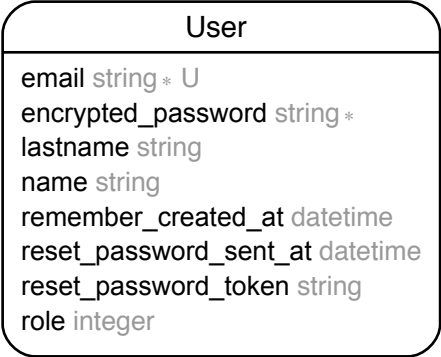 User
email string * U
encrypted_password string *
lastname string
name string
remember_created_at datetime
reset_password_sent_at datetime
reset_password_token string
role integer